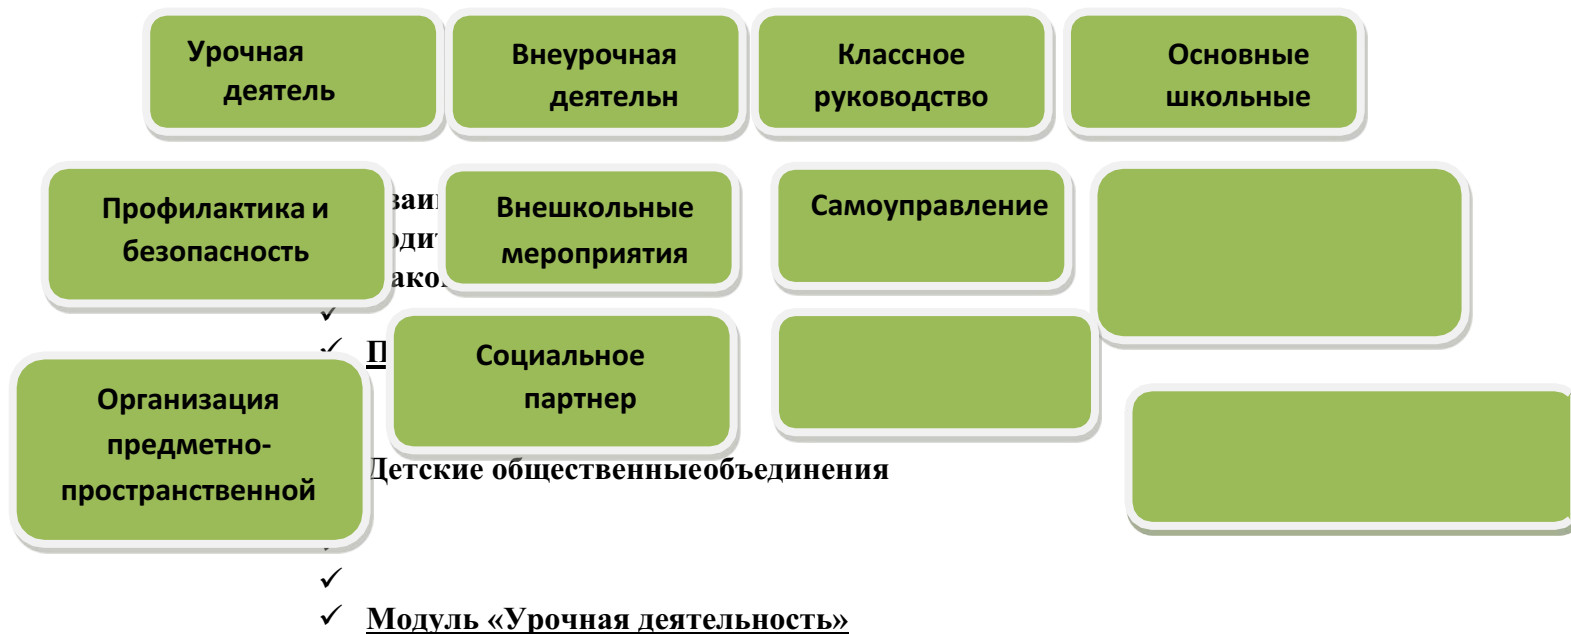 Урочная
деятель
Внеурочная
деятельн
Классное
руководство
Основные
школьные
Профилактика и
безопасность
Внешкольные
мероприятия
Самоуправление
Социальное
партнер
Организация
предметно-
пространственной
Детские общественныеобъединения
Модуль «Урочная деятельность»